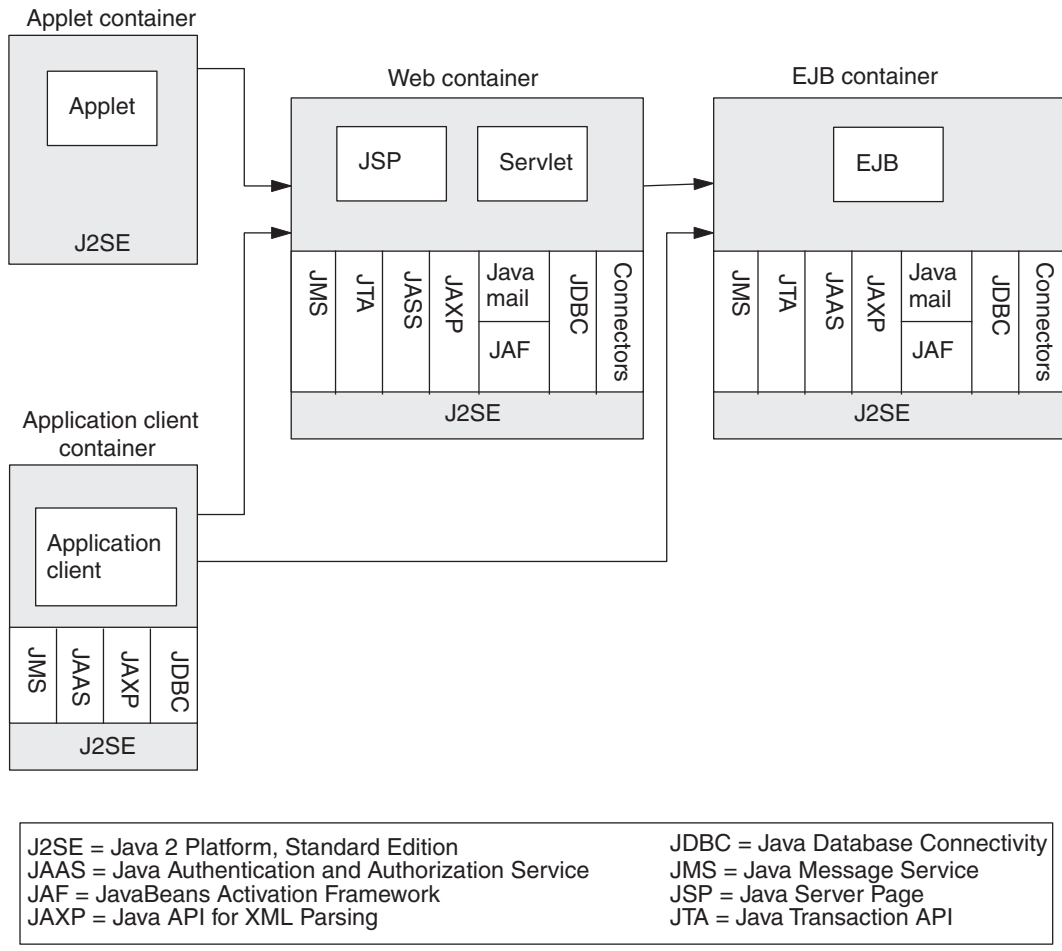 Applet container
Applet
J2SE
Web container
JSP
Servlet
JMS
JTA
JASS
JAXP
Java
mail
JAF
JDBC
Connectors
J2SE
EJB container
EJB
JMS
JTA
JAAS
JAXP
Java
mail
JAF
JDBC
Connectors
J2SE
Application client
container
Application
client
JMS
JAAS
JAXP
JDBC
J2SE
J2SE = Java 2 Platform, Standard Edition
JAAS = Java Authentication and Authorization Service
JAF = JavaBeans Activation Framework
JAXP = Java API for XML Parsing
JDBC = Java Database Connectivity
JMS = Java Message Service
JSP = Java Server Page
JTA = Java Transaction API